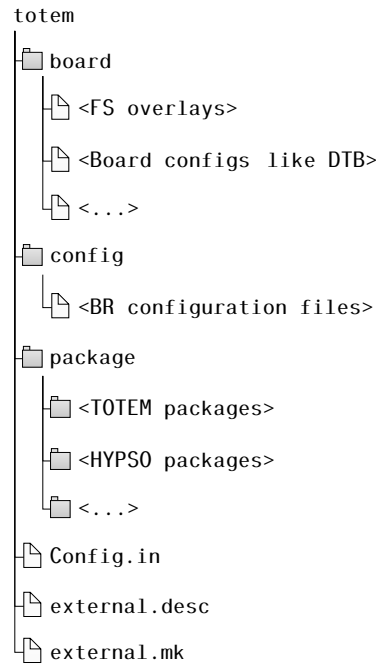 totem
board
<FS overlays>
<Board configs like DTB>
<...>
config
<BR configuration files>
package
<TOTEM packages>
<HYPSO packages>
<...>
Config.in
external.desc
external.mk